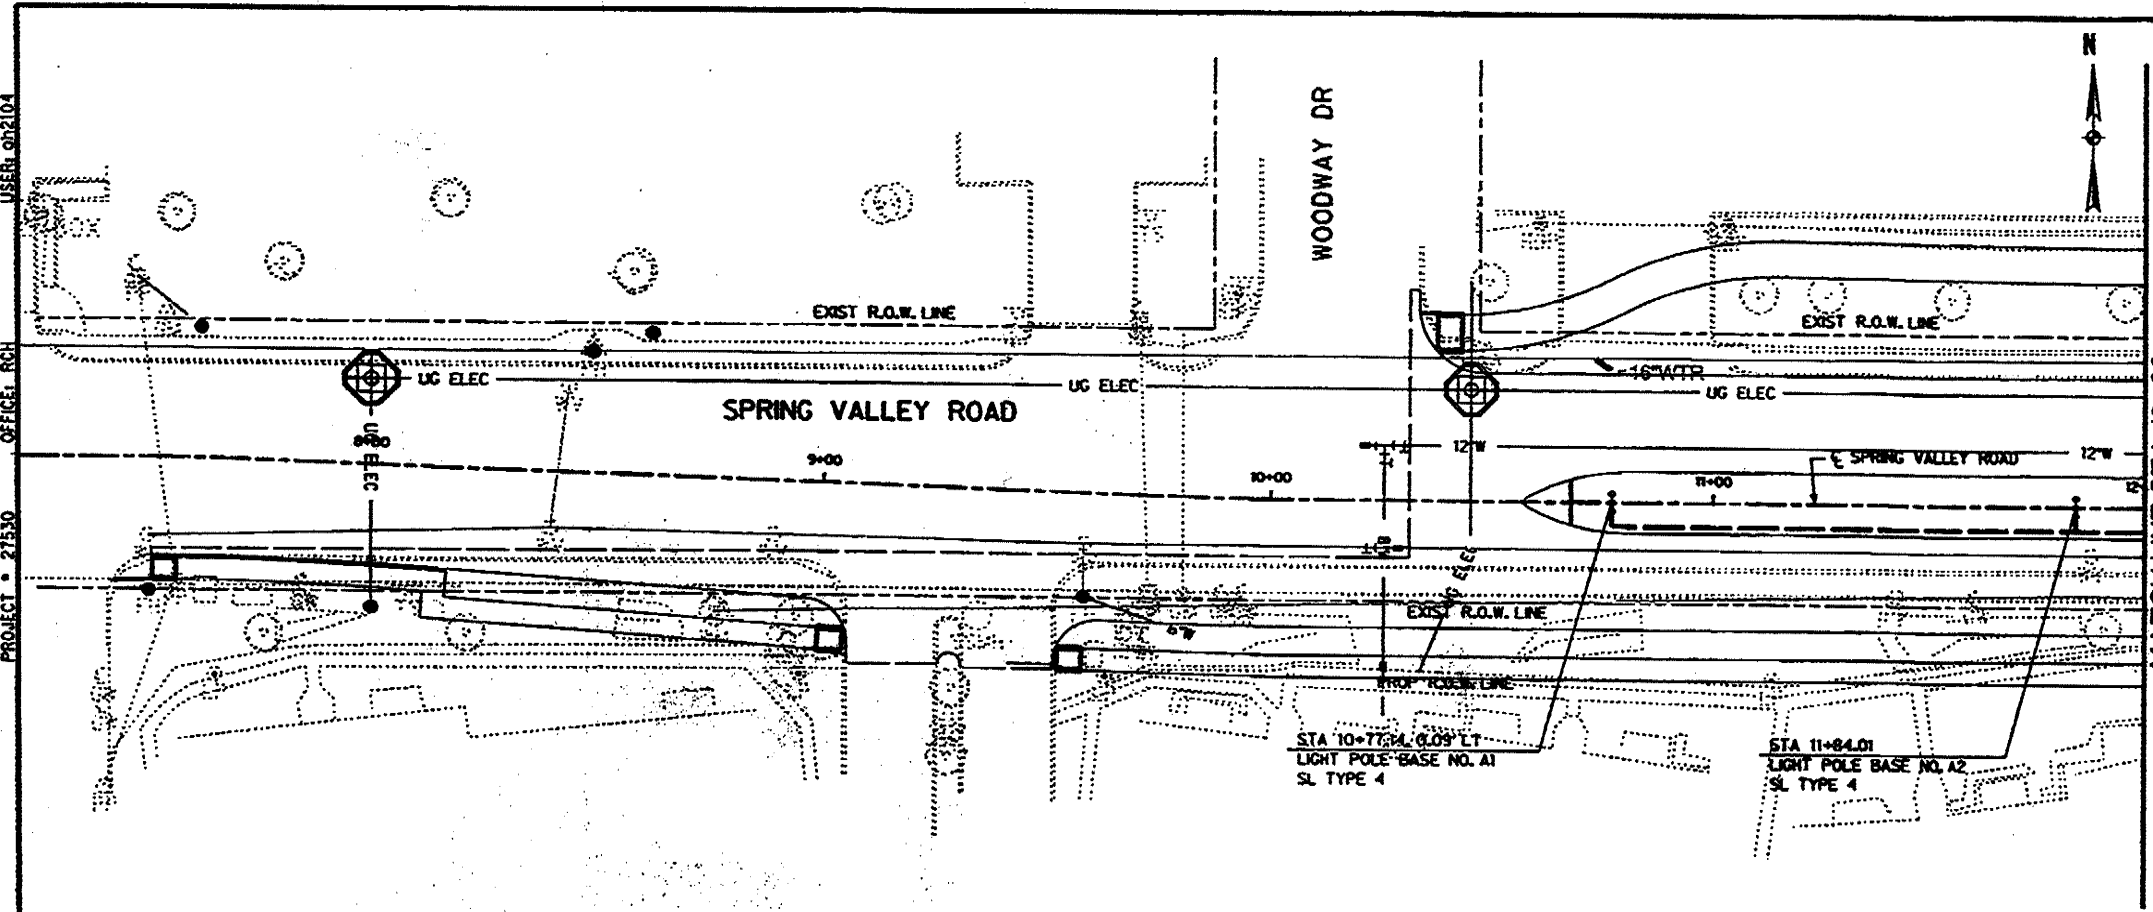 USER: oh2104
OFFICE: RCH
PROJECT * 27530
N
WOODWAY DR
EXIST R.O.W. LINE
EXIST R.O.W. LINE
UG ELEC
UG ELEC
16"WTR
UG ELEC
SPRING VALLEY ROAD
8+00
UG ELEC
9+00
10+00
12"W
℄ SPRING VALLEY ROAD
12"W
11+00
12"
UG ELEC
EXIST R.O.W. LINE
PROP R.O.W. LINE
STA 10+77.14, 0.09' LT
LIGHT POLE BASE NO. A1
SL TYPE 4
STA 11+84.01
LIGHT POLE BASE NO. A2
SL TYPE 4